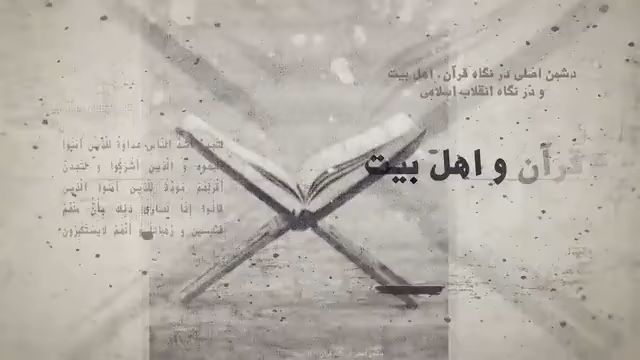 دشمن اصلی در نگاه قرآن، اهل بیت
و در نگاه انقلاب اسلامی
قرآن و اهل بیت
لتجدن أشد الناس عداوة للذين آمنوا
اليهود و الذين أشركوا و لتجدن
أقربهم مودة للذين آمنوا الذين
قالوا إنا نصارى ذلك بأن منهم
قسيسين و رهبانا و أنهم لا يستكبرون